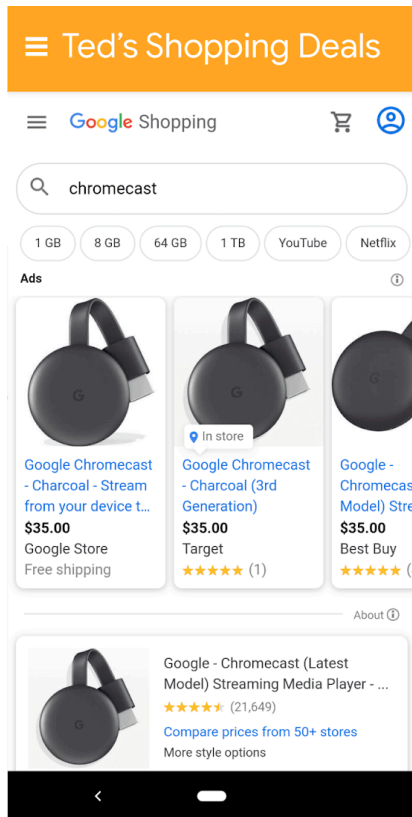 Ted's Shopping Deals
Google Shopping
chromecast
1 GB
8 GB
64 GB
1 TB
YouTube
Netflix
Ads
G
G
G
In store
Google Chromecast
- Charcoal - Stream
from your device t...
$35.00
Google Store
Free shipping
Google Chromecast
- Charcoal (3rd
Generation)
$35.00
Target
(1)
Google -
Chromecas
Model) Stre
$35.00
Best Buy
(
About
G
Google - Chromecast (Latest
Model) Streaming Media Player - ...
(21,649)
Compare prices from 50+ stores
More style options